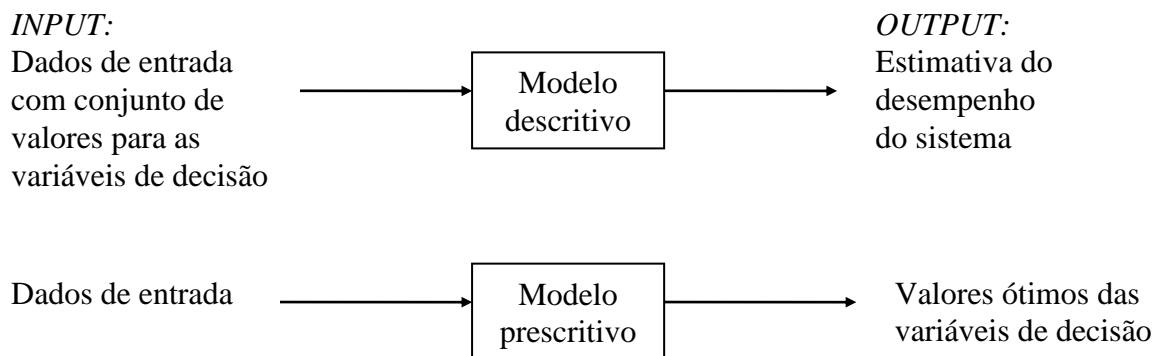 INPUT:
Dados de entrada
com conjunto de
valores para as
variáveis de decisão
Modelo
descritivo
OUTPUT:
Estimativa do
desempenho
do sistema
Dados de entrada
Modelo
prescritivo
Valores ótimos das
variáveis de decisão